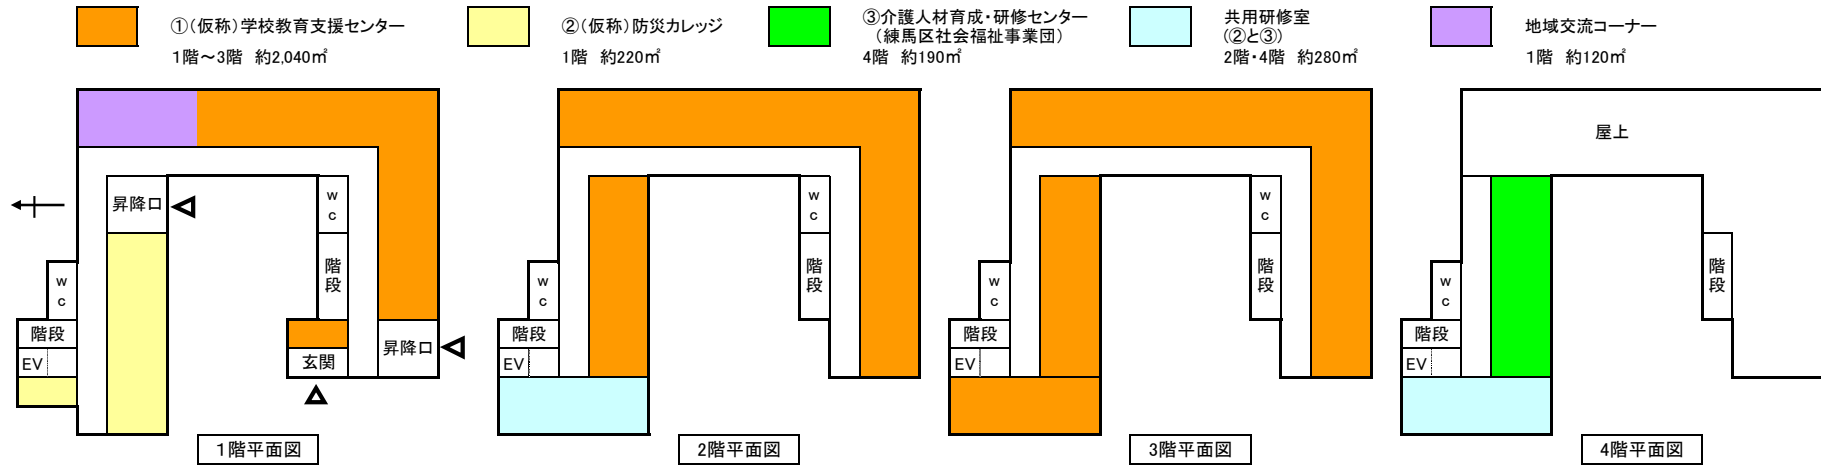 ①(仮称)学校教育支援センター
1階～3階 約2,040㎡
②(仮称)防災カレッジ
1階 約220㎡
③介護人材育成・研修センター
(練馬区社会福祉事業団)
4階 約190㎡
共用研修室
(②と③)
2階・4階 約280㎡
地域交流コーナー
1階 約120㎡
昇降口
wc
階段
wc
階段
EV
玄関
昇降口
1階平面図
wc
階段
wc
階段
EV
2階平面図
wc
階段
wc
階段
EV
3階平面図
屋上
階段
wc
階段
EV
4階平面図